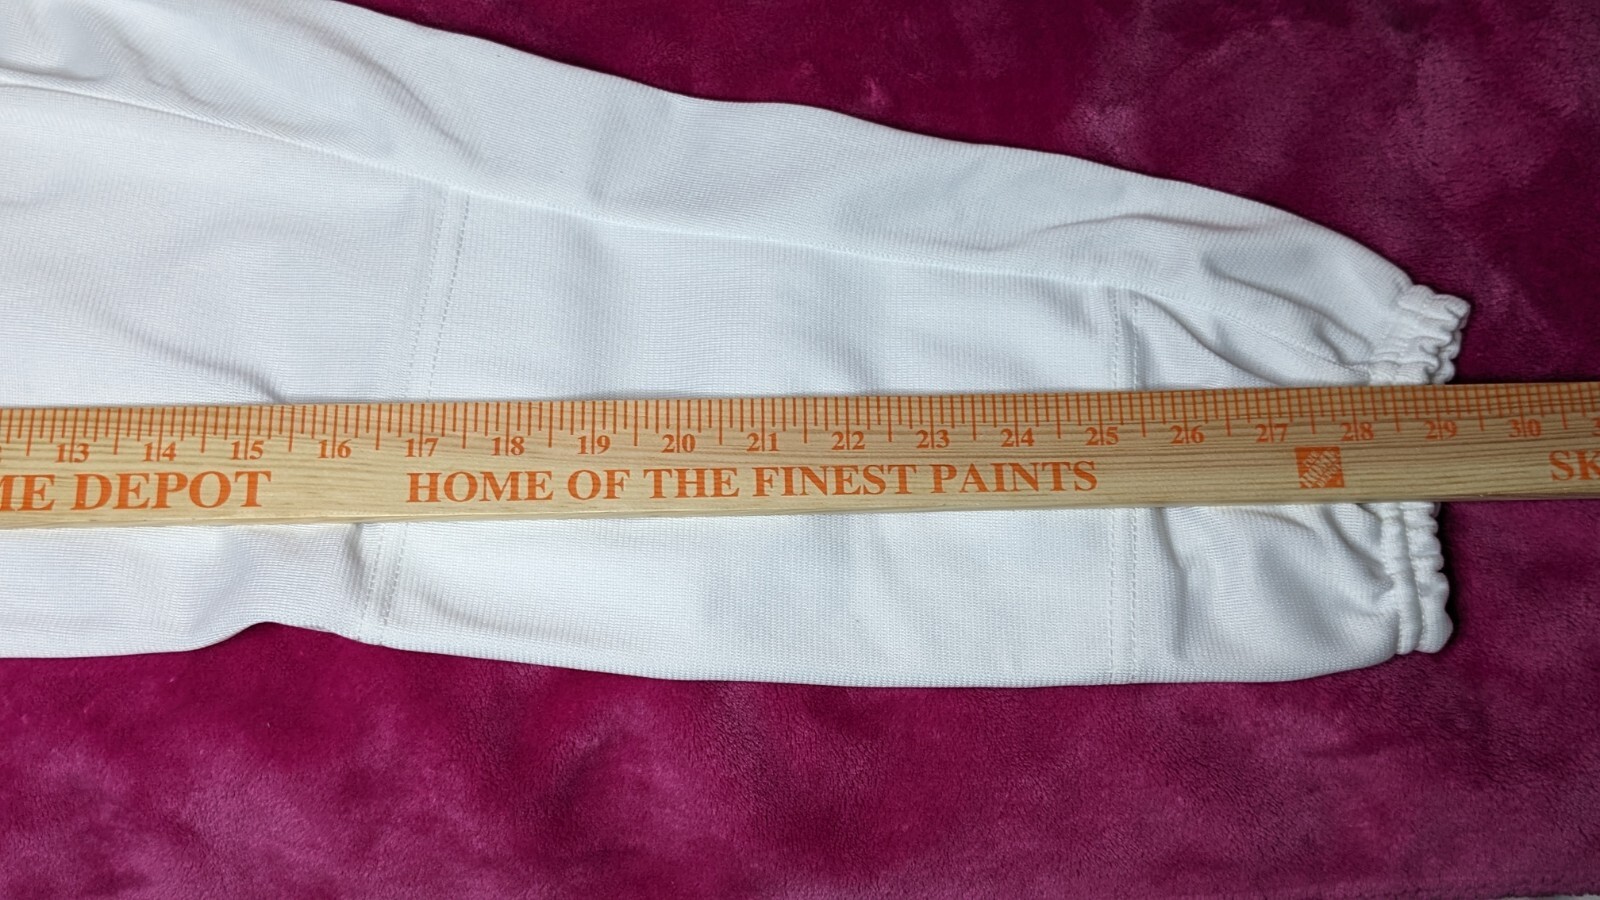 13 14 15 16 17 18 19 20 21 22 23 24 25 26 27 28 29 30
ME DEPOT HOME OF THE FINEST PAINTS SK